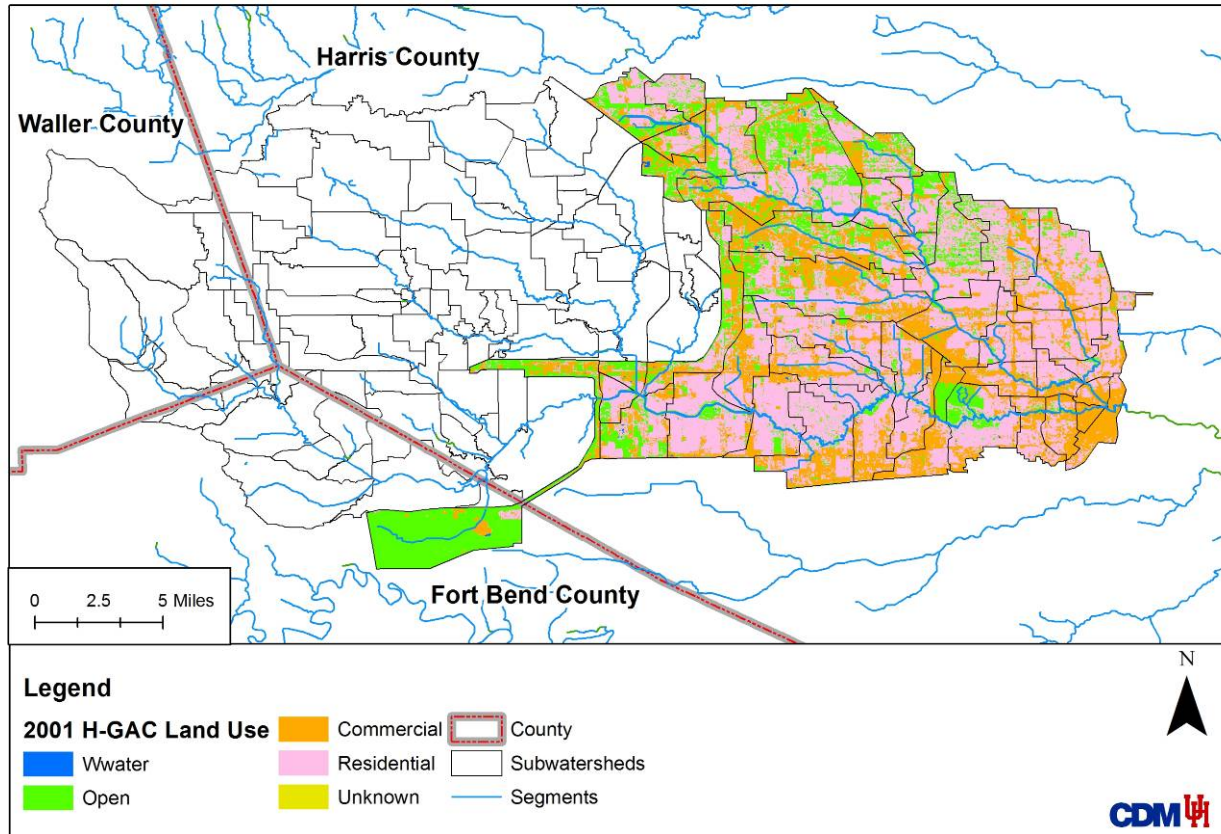 Harris County
Waller County
Fort Bend County
0 2.5 5 Miles
N
Legend
2001 H-GAC Land Use
Wwater
Open
Commercial
Residential
Unknown
County
Subwatersheds
Segments
CDM UH